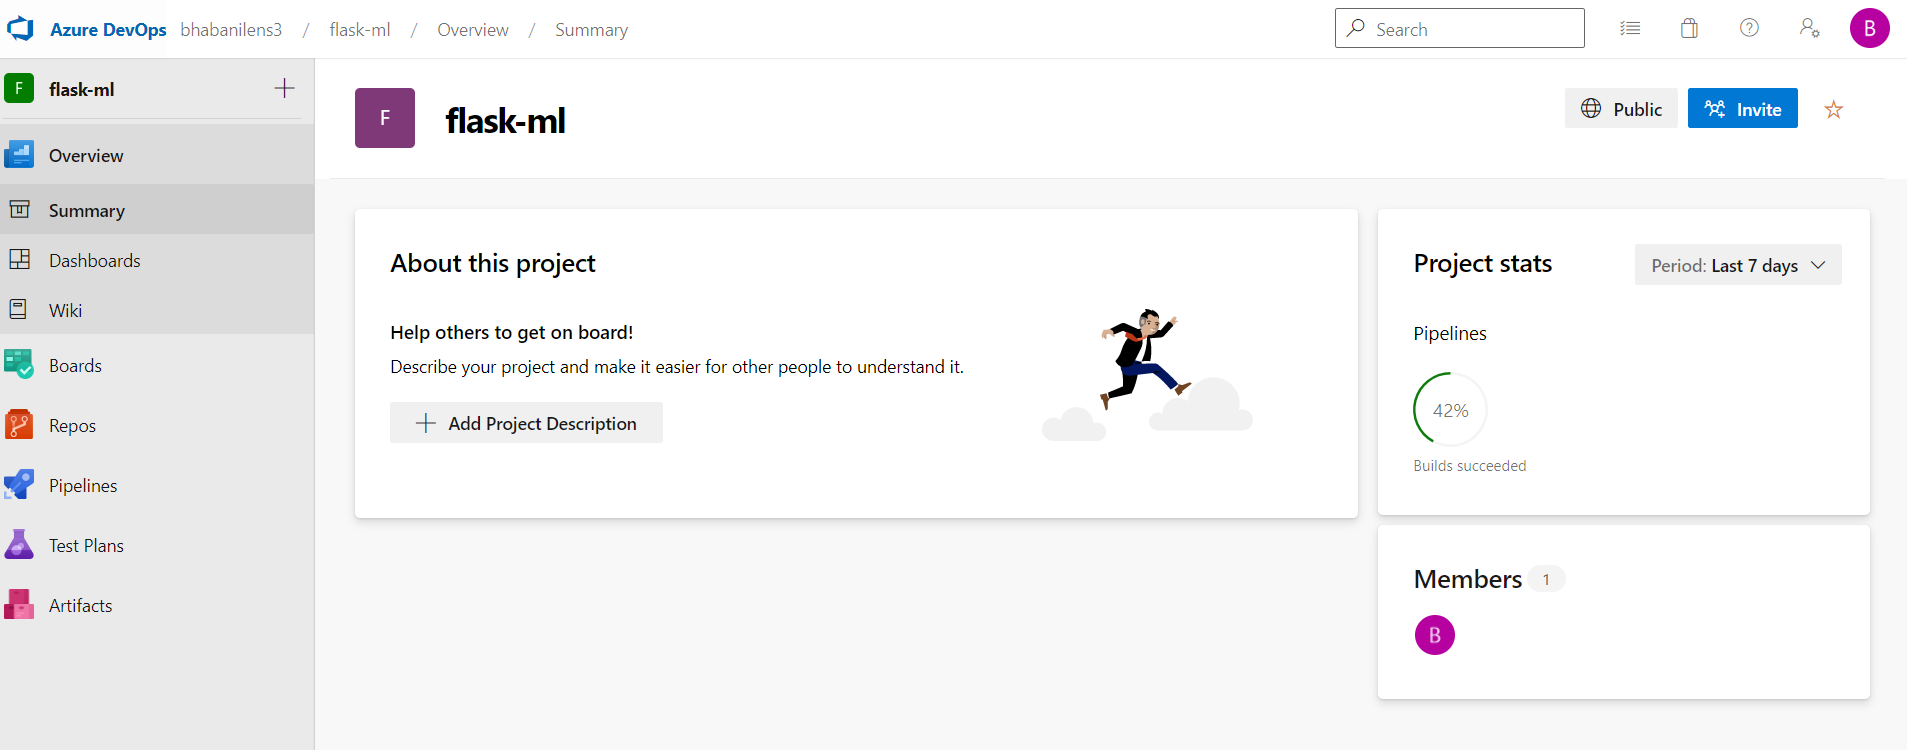 Azure DevOps bhabanilens3 / flask-ml / Overview / Summary
Search
B
F flask-ml
Overview
Summary
Dashboards
Wiki
Boards
Repos
Pipelines
Test Plans
Artifacts
F
flask-ml
Public
Invite
About this project
Help others to get on board!
Describe your project and make it easier for other people to understand it.
Add Project Description
Project stats
Period: Last 7 days
Pipelines
42%
Builds succeeded
Members 1
B